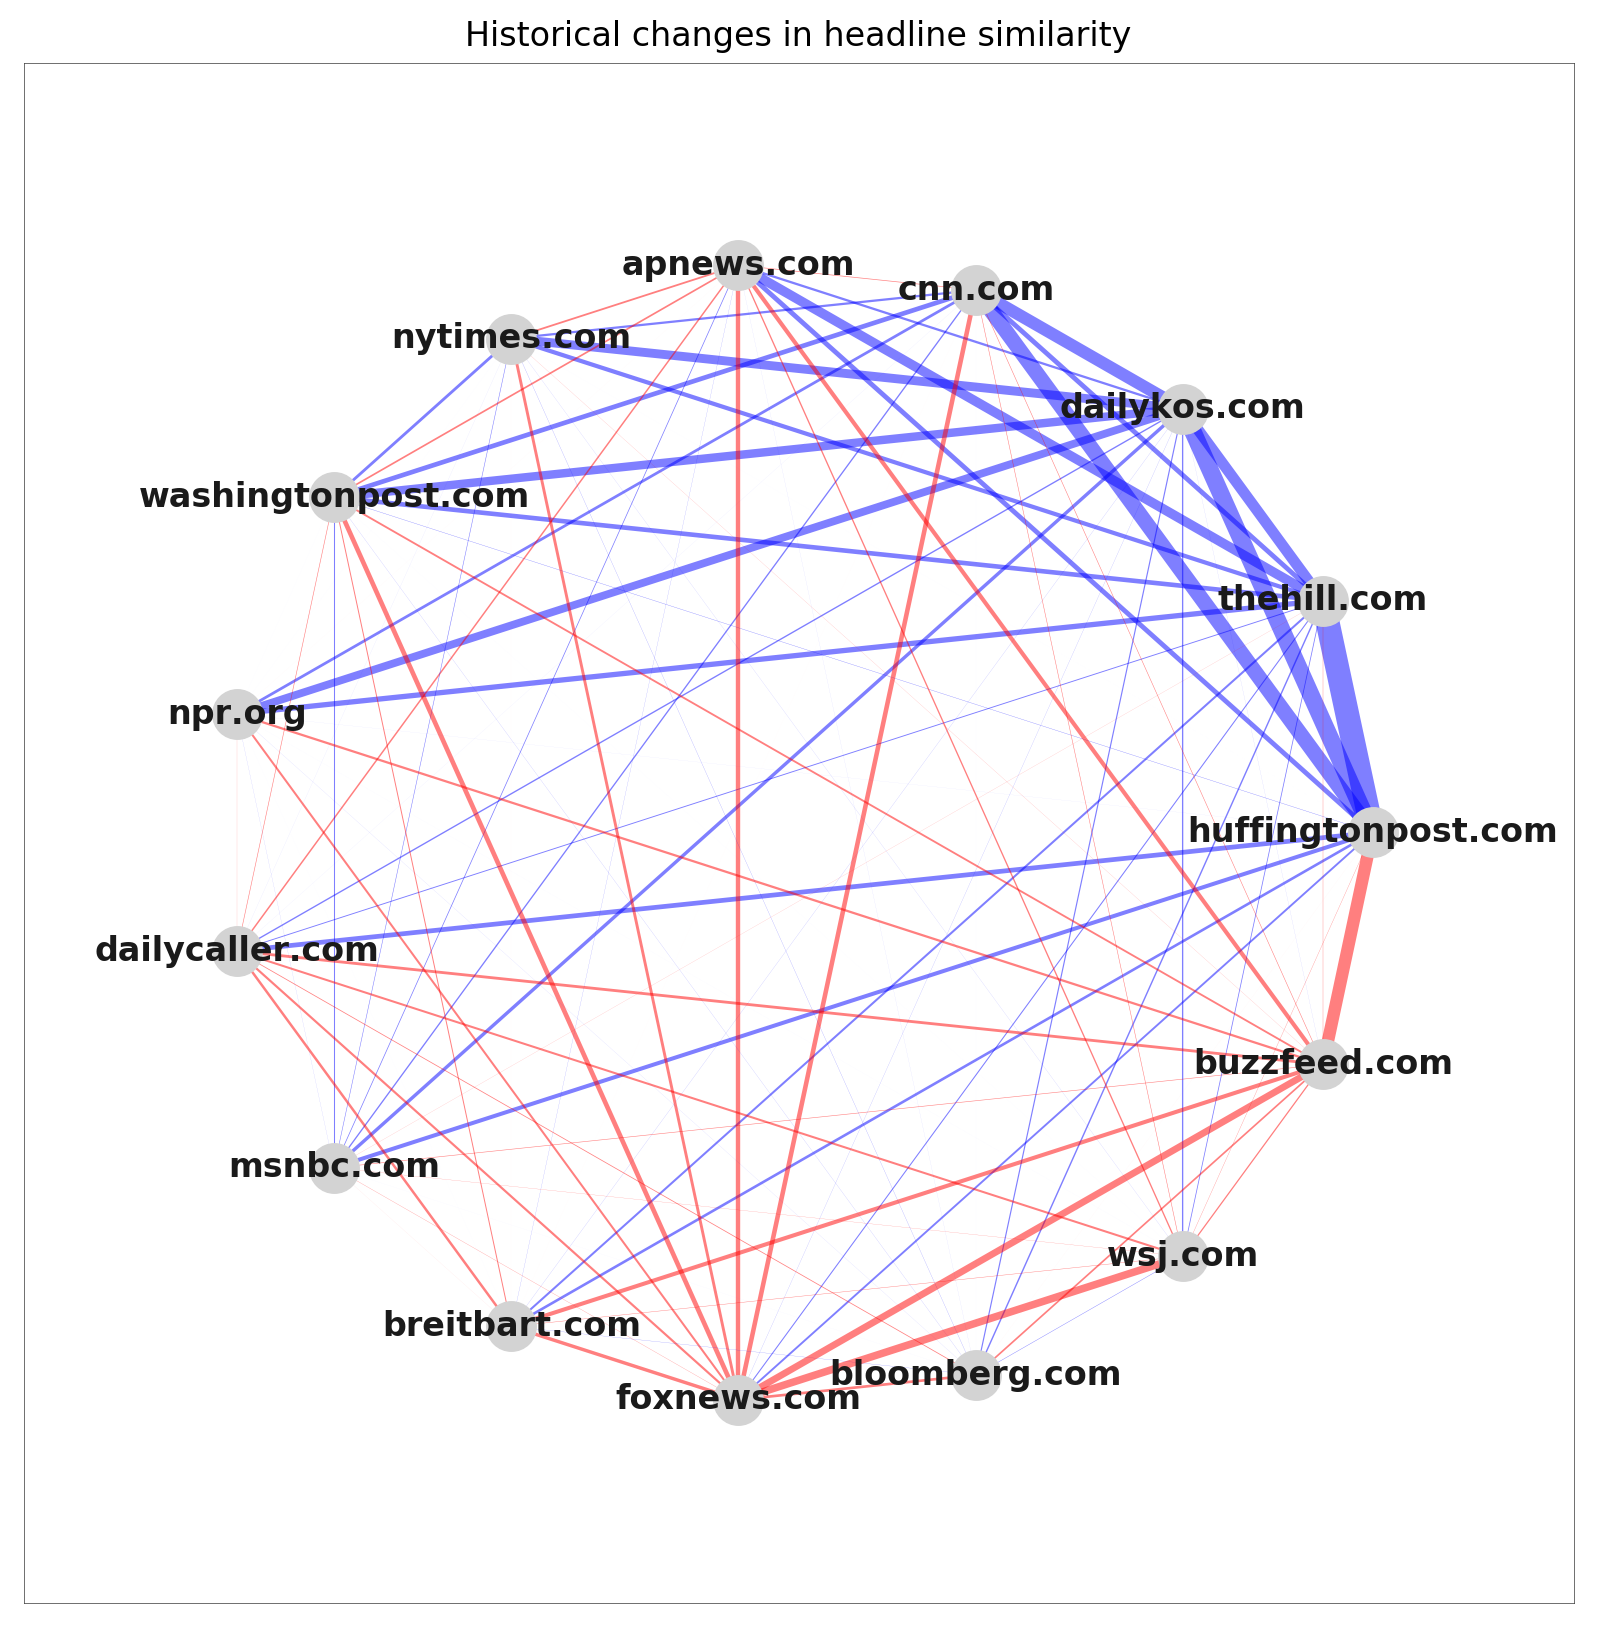 Historical changes in headline similarity
apnews.com
cnn.com
nytimes.com
dailykos.com
washingtonpost.com
thehill.com
npr.org
huffingtonpost.com
dailycaller.com
buzzfeed.com
msnbc.com
wsj.com
breitbart.com
bloomberg.com
foxnews.com